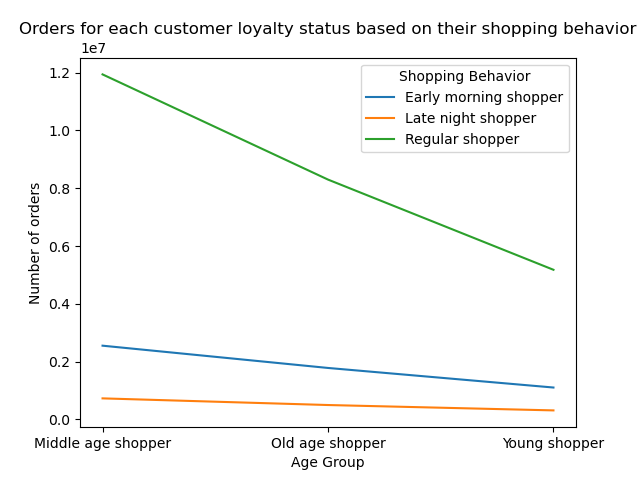 Orders for each customer loyalty status based on their shopping behavior
1e7
Shopping Behavior
Early morning shopper
Late night shopper
Regular shopper
1.2
1.0
0.8
0.6
0.4
0.2
0.0
Number of orders
Middle age shopper
Old age shopper
Young shopper
Age Group